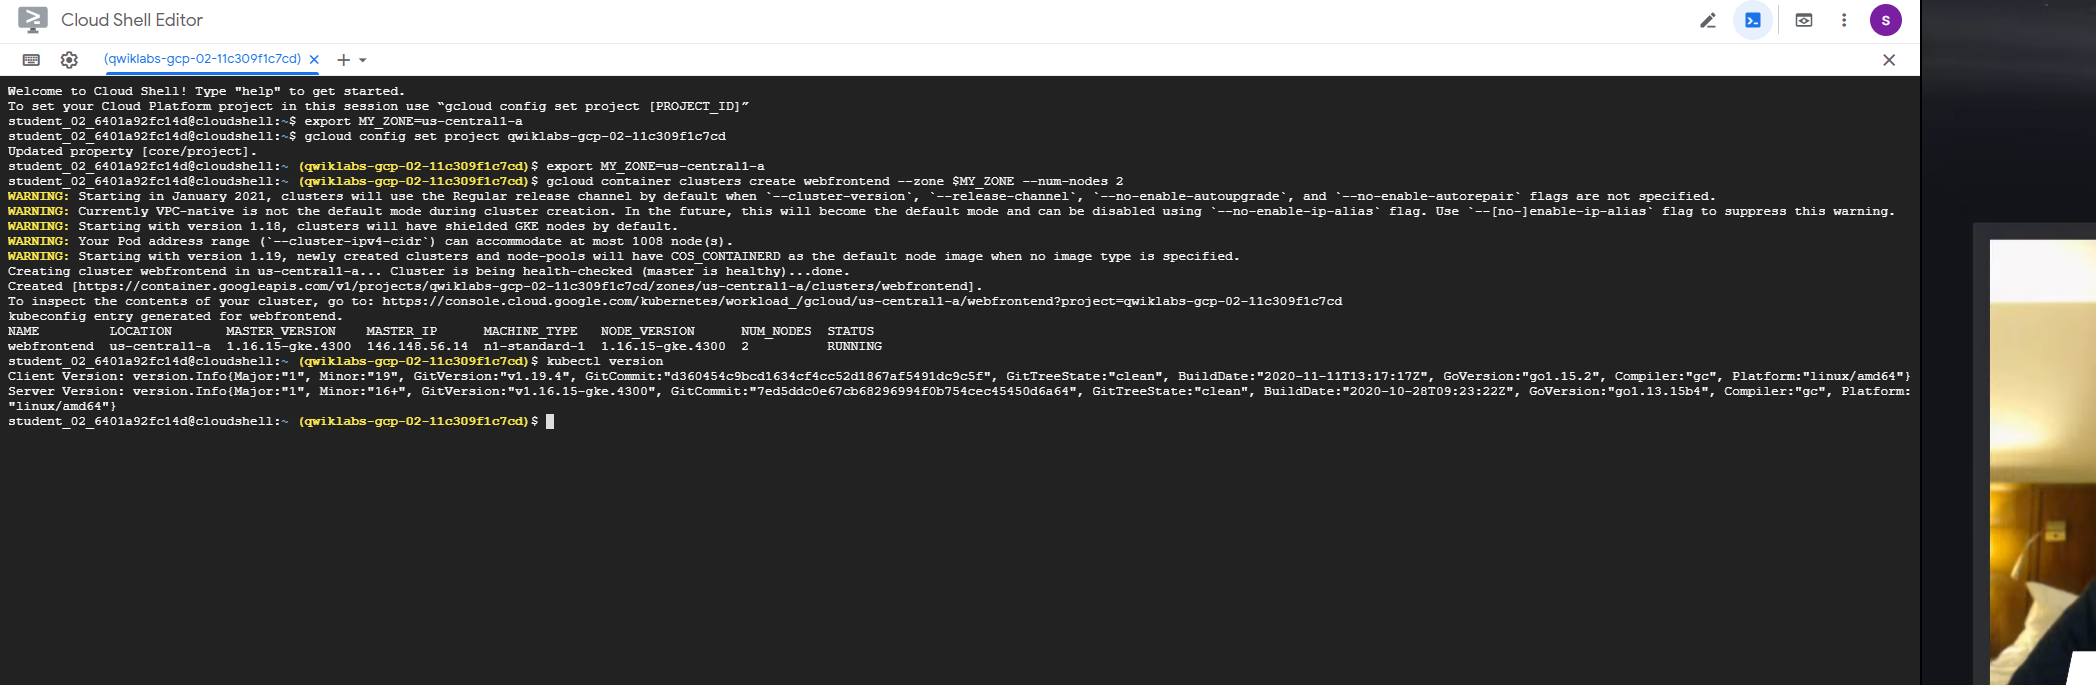 Cloud Shell Editor
S
(qwiklabs-gcp-02-11c309f1c7cd)
Welcome to Cloud Shell! Type "help" to get started.
To set your Cloud Platform project in this session use “gcloud config set project [PROJECT_ID]”
student_02_6401a92fc14d@cloudshell:~$ export MY_ZONE=us-central1-a
student_02_6401a92fc14d@cloudshell:~$ gcloud config set project qwiklabs-gcp-02-11c309f1c7cd
Updated property [core/project].
student_02_6401a92fc14d@cloudshell:~ (qwiklabs-gcp-02-11c309f1c7cd)$ export MY_ZONE=us-central1-a
student_02_6401a92fc14d@cloudshell:~ (qwiklabs-gcp-02-11c309f1c7cd)$ gcloud container clusters create webfrontend --zone $MY_ZONE --num-nodes 2
WARNING: Starting in January 2021, clusters will use the Regular release channel by default when `--cluster-version`, `--release-channel`, `--no-enable-autoupgrade`, and `--no-enable-autorepair` flags are not specified.
WARNING: Currently VPC-native is not the default mode during cluster creation. In the future, this will become the default mode and can be disabled using `--no-enable-ip-alias` flag. Use `--[no-]enable-ip-alias` flag to suppress this warning.
WARNING: Starting with version 1.18, clusters will have shielded GKE nodes by default.
WARNING: Your Pod address range (`--cluster-ipv4-cidr`) can accommodate at most 1008 node(s).
WARNING: Starting with version 1.19, newly created clusters and node-pools will have COS_CONTAINERD as the default node image when no image type is specified.
Creating cluster webfrontend in us-central1-a... Cluster is being health-checked (master is healthy)...done.
Created [https://container.googleapis.com/v1/projects/qwiklabs-gcp-02-11c309f1c7cd/zones/us-central1-a/clusters/webfrontend].
To inspect the contents of your cluster, go to: https://console.cloud.google.com/kubernetes/workload_/gcloud/us-central1-a/webfrontend?project=qwiklabs-gcp-02-11c309f1c7cd
kubeconfig entry generated for webfrontend.
NAME LOCATION MASTER_VERSION MASTER_IP MACHINE_TYPE NODE_VERSION NUM_NODES STATUS
webfrontend us-central1-a 1.16.15-gke.4300 146.148.56.14 n1-standard-1 1.16.15-gke.4300 2 RUNNING
student_02_6401a92fc14d@cloudshell:~ (qwiklabs-gcp-02-11c309f1c7cd)$ kubectl version
Client Version: version.Info{Major:"1", Minor:"19", GitVersion:"v1.19.4", GitCommit:"d360454c9bcd1634cf4cc52d1867af5491dc9c5f", GitTreeState:"clean", BuildDate:"2020-11-11T13:17:17Z", GoVersion:"go1.15.2", Compiler:"gc", Platform:"linux/amd64"}
Server Version: version.Info{Major:"1", Minor:"16+", GitVersion:"v1.16.15-gke.4300", GitCommit:"7ed5ddc0e67cb68296994f0b754cec45450d6a64", GitTreeState:"clean", BuildDate:"2020-10-28T09:23:22Z", GoVersion:"go1.13.15b4", Compiler:"gc", Platform:
"linux/amd64"}
student_02_6401a92fc14d@cloudshell:~ (qwiklabs-gcp-02-11c309f1c7cd)$